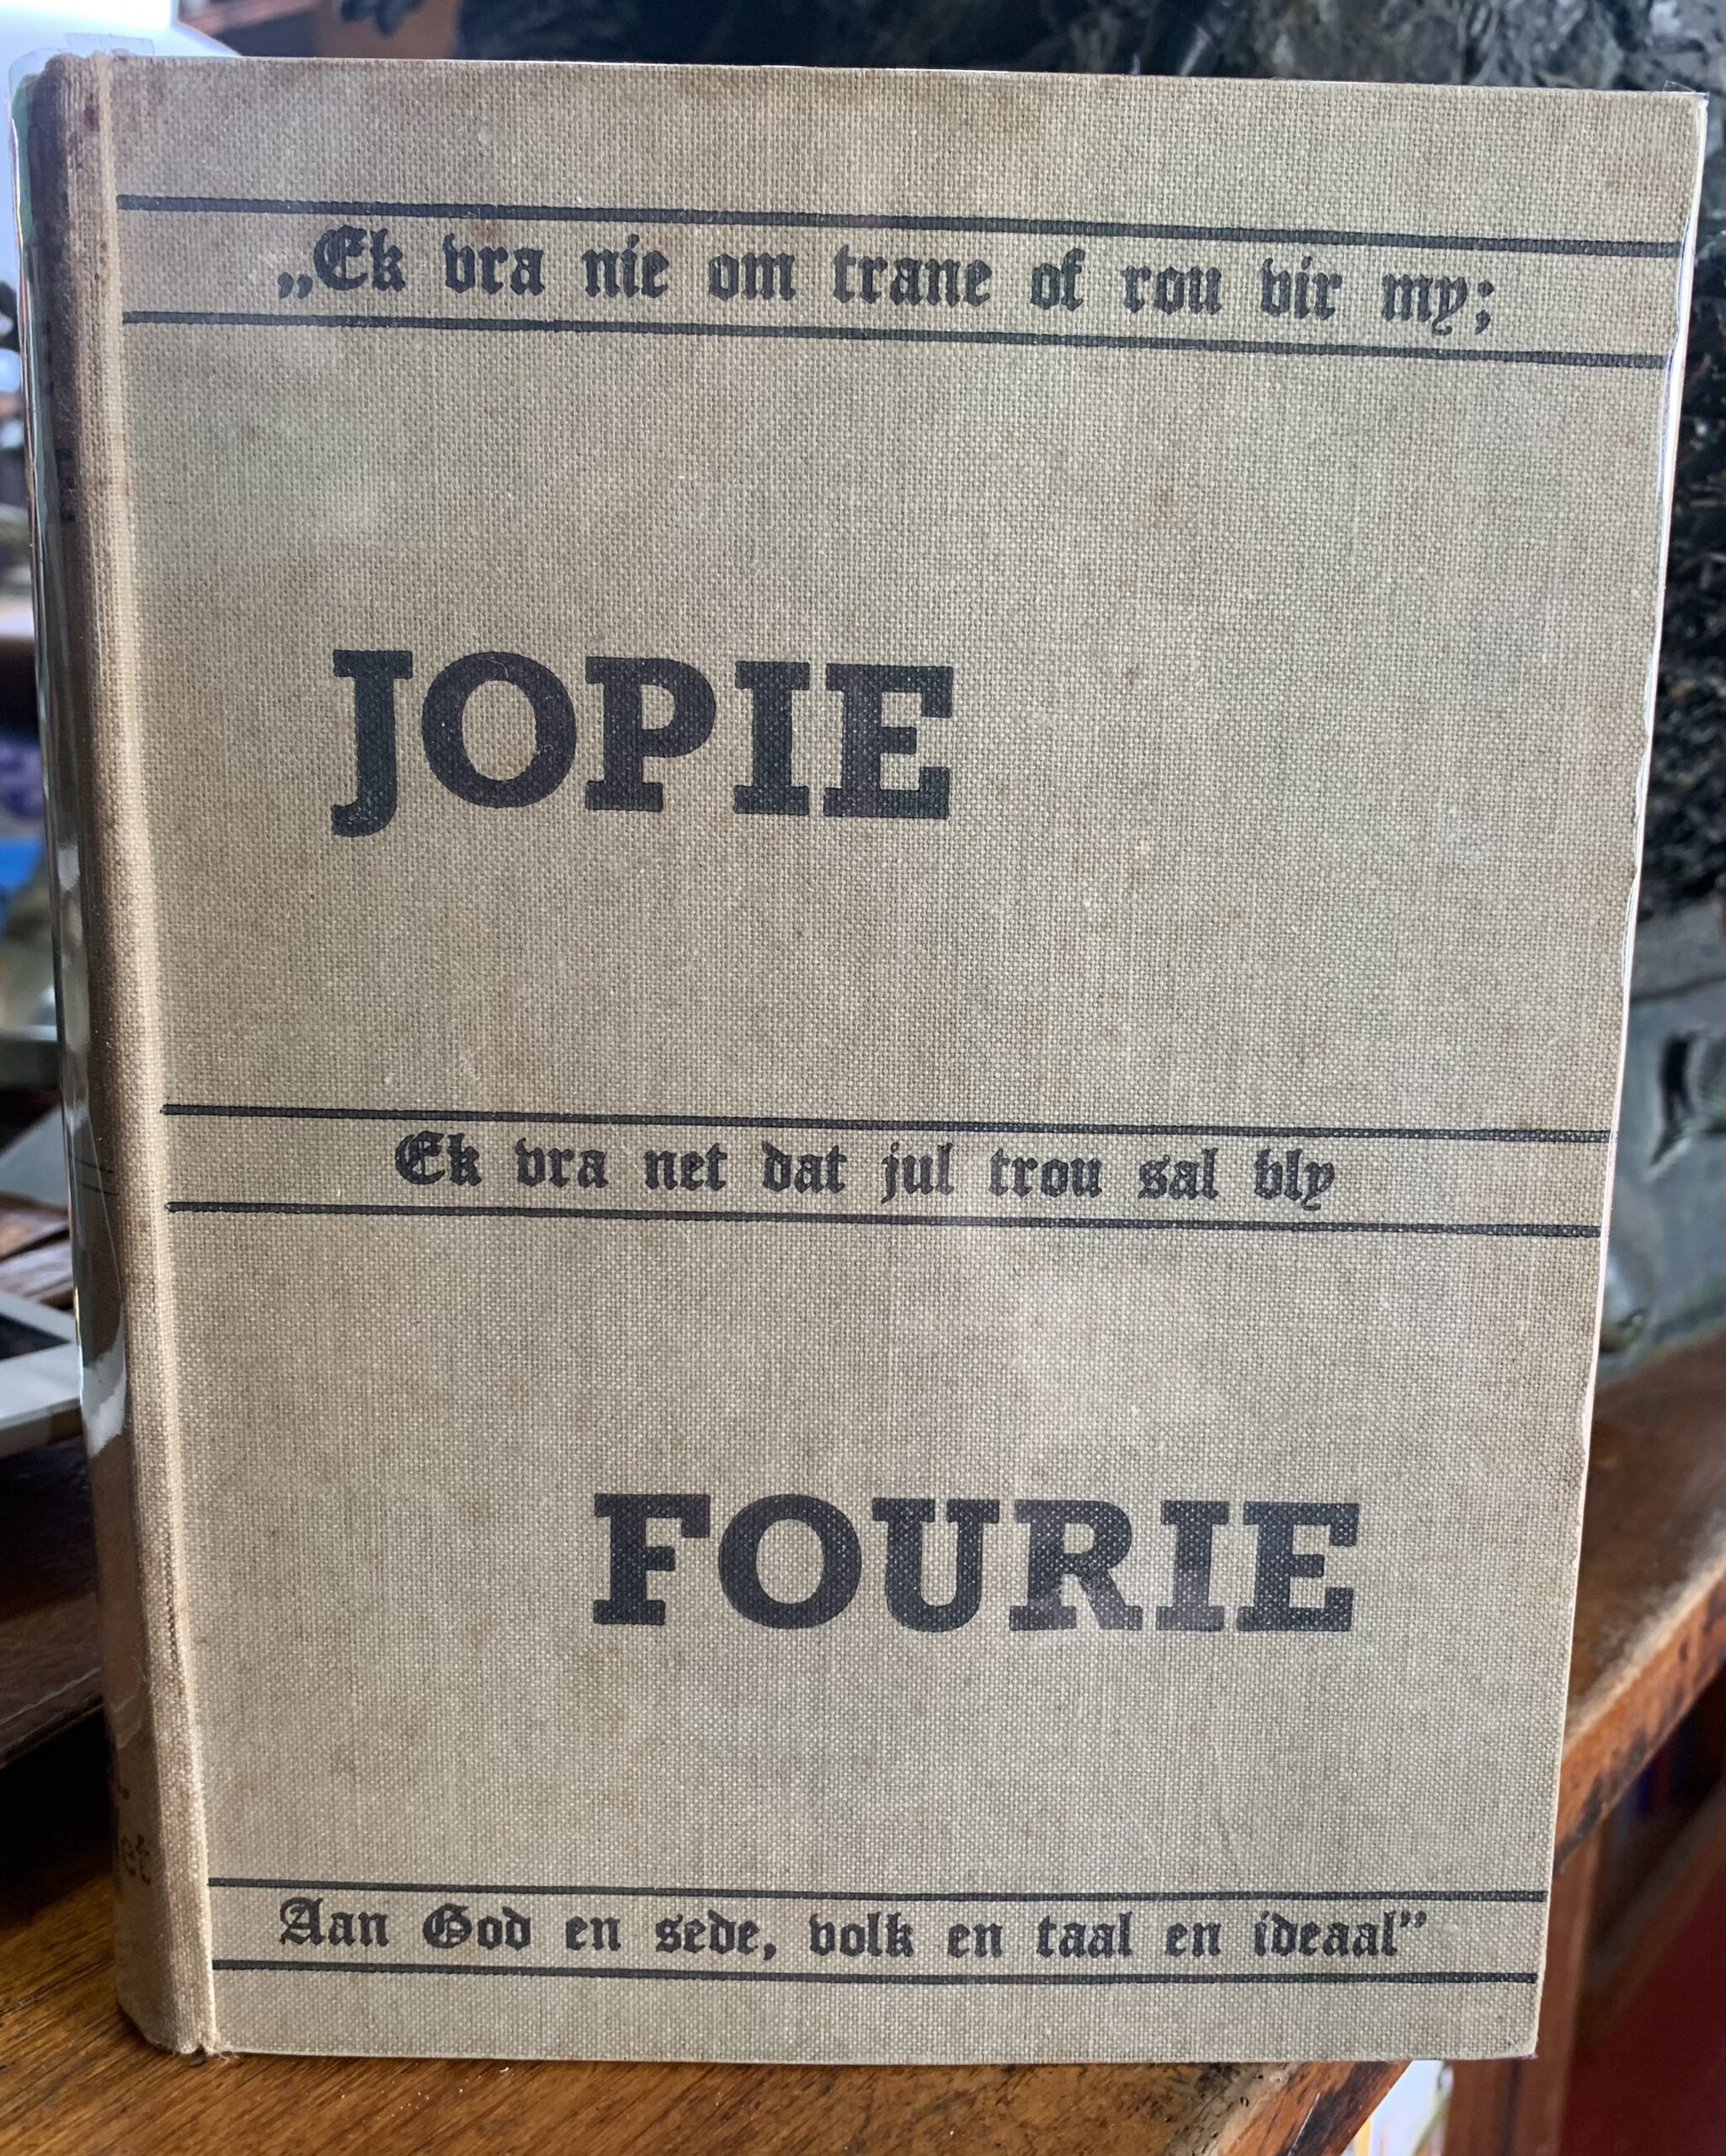 „Ek vra nie om trane of rou vir my;
JOPIE
Ek vra net dat jul trou sal bly
FOURIE
Aan God en sede, volk en taal en ideaal”